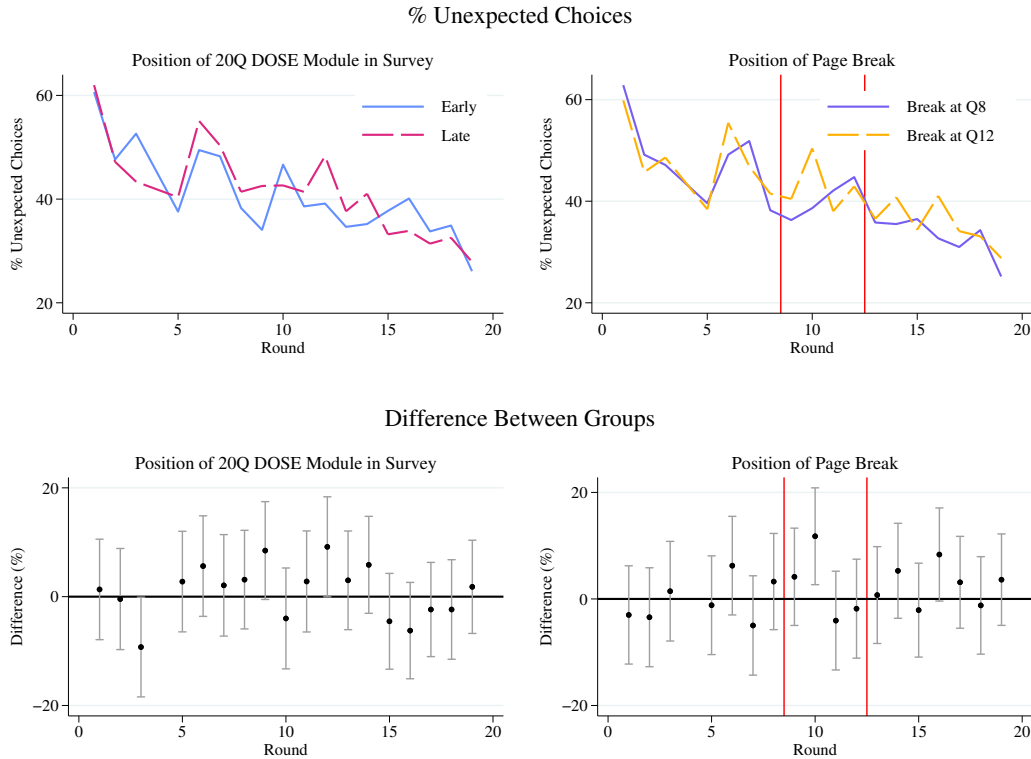 % Unexpected Choices
Position of 20Q DOSE Module in Survey
% Unexpected Choices
60
40
20
Early
Late
0 5 10 15 20
Round
Position of Page Break
% Unexpected Choices
60
40
20
Break at Q8
Break at Q12
0 5 10 15 20
Round
Difference Between Groups
Position of 20Q DOSE Module in Survey
Difference (%)
20
0
−20
0 5 10 15 20
Round
Position of Page Break
Difference (%)
20
0
−20
0 5 10 15 20
Round